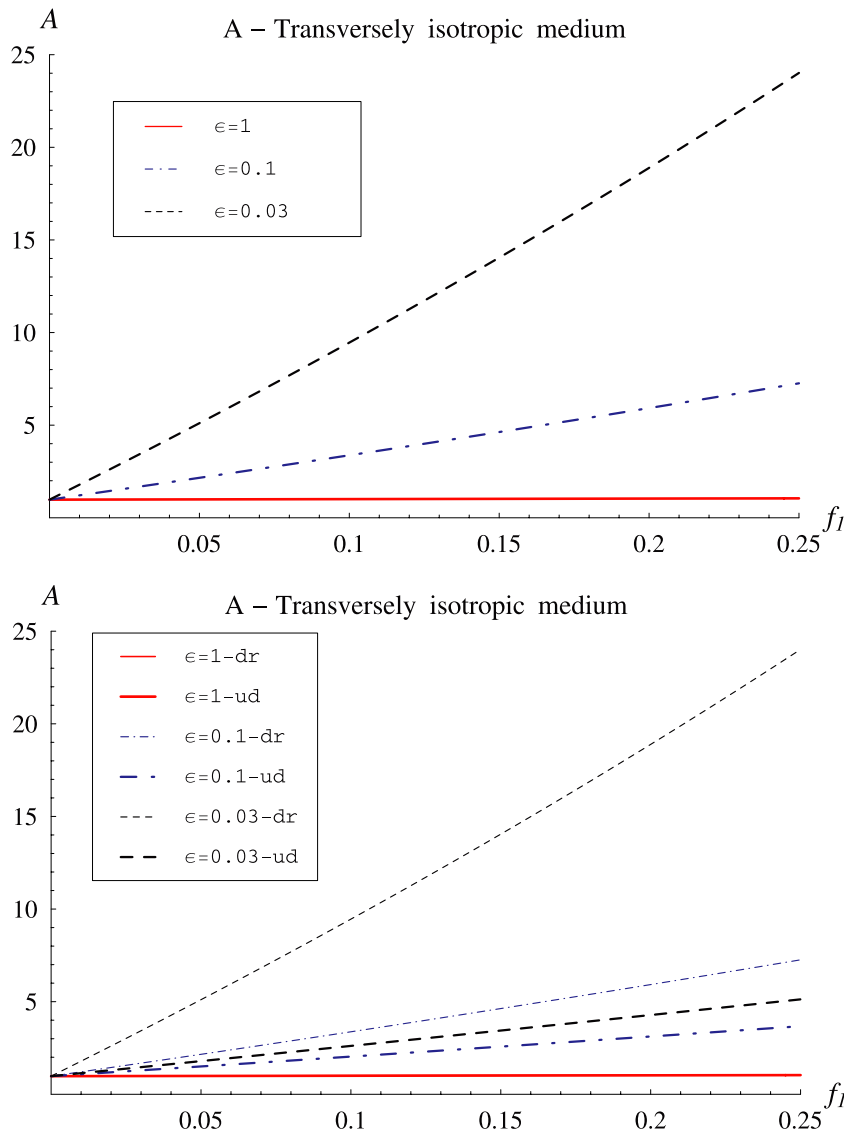 A
A – Transversely isotropic medium
25
20
15
10
5
ϵ=1
ϵ=0.1
ϵ=0.03
0.05
0.1
0.15
0.2
0.25
f1
A
A – Transversely isotropic medium
25
20
15
10
5
ϵ=1-dr
ϵ=1-ud
ϵ=0.1-dr
ϵ=0.1-ud
ϵ=0.03-dr
ϵ=0.03-ud
0.05
0.1
0.15
0.2
0.25
f1